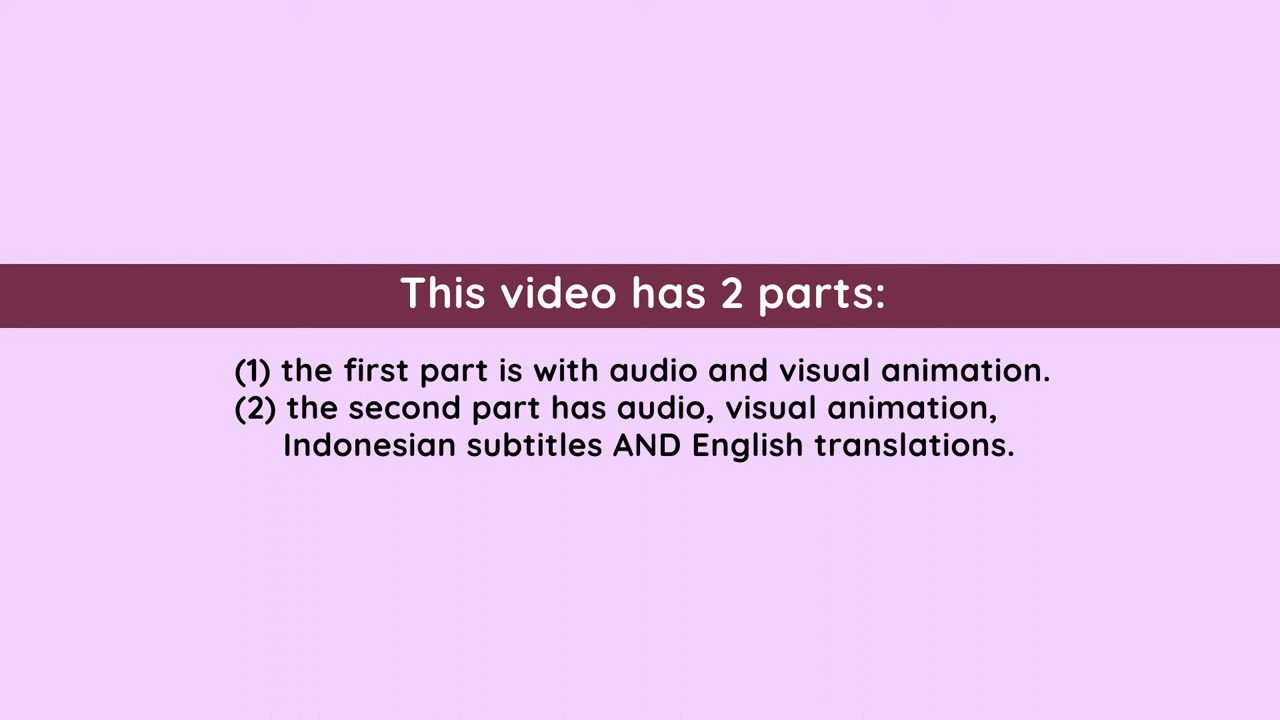 This video has 2 parts:
(1) the first part is with audio and visual animation.
(2) the second part has audio, visual animation,
Indonesian subtitles AND English translations.